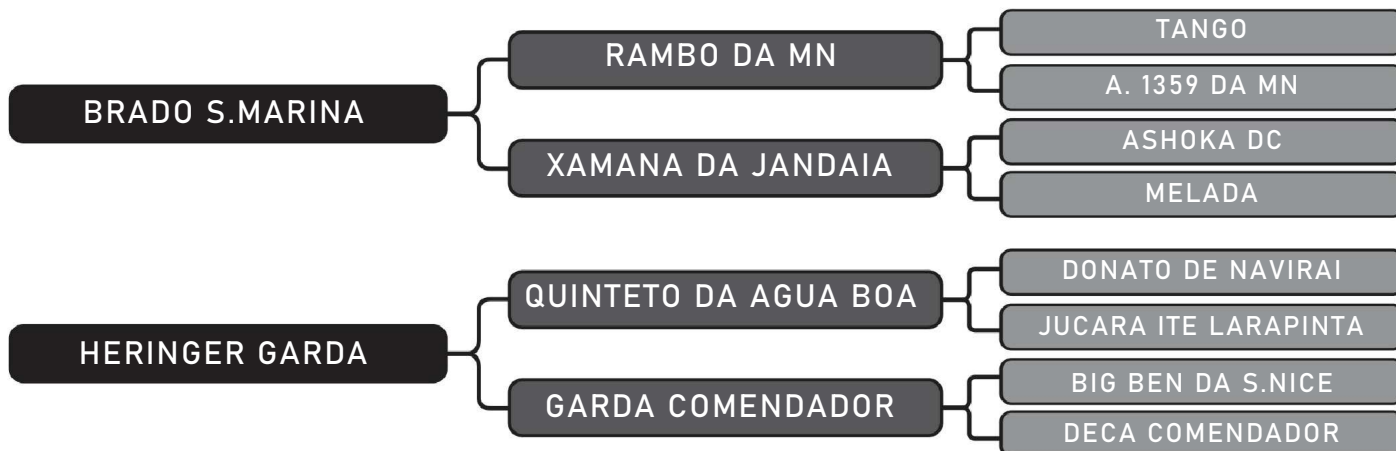 BRADO S.MARINA
RAMBO DA MN
TANGO
A. 1359 DA MN
XAMANA DA JANDAIA
ASHOKA DC
MELADA
HERINGER GARDA
QUINTETO DA AGUA BOA
DONATO DE NAVIRAI
JUCARA ITE LARAPINTA
GARDA COMENDADOR
BIG BEN DA S.NICE
DECA COMENDADOR